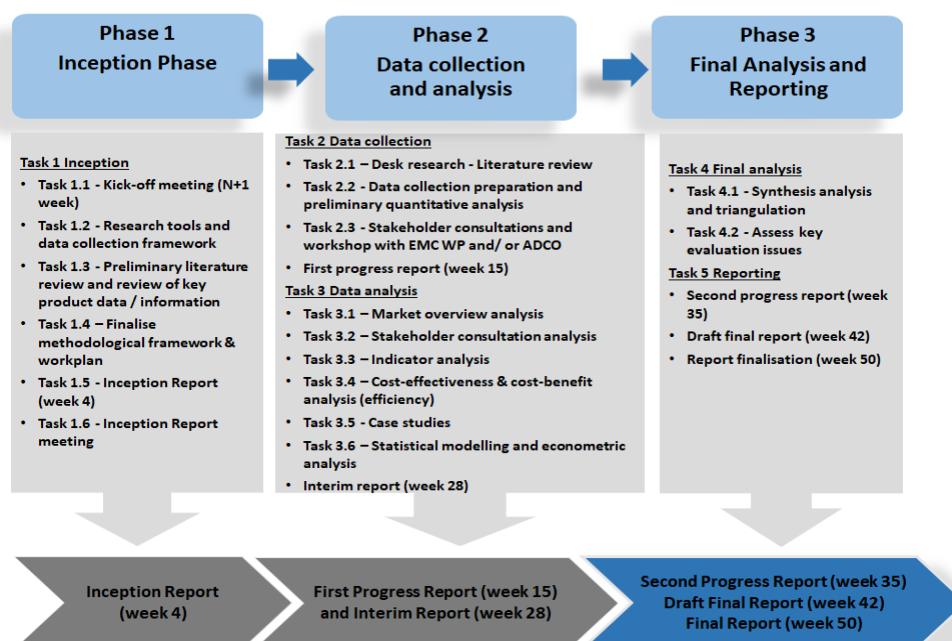 Phase 1
Inception Phase
Phase 2
Data collection
and analysis
Phase 3
Final Analysis and
Reporting
Task 1 Inception
• Task 1.1 - Kick-off meeting (N+1
week)
• Task 1.2 - Research tools and
data collection framework
• Task 1.3 - Preliminary literature
review and review of key
product data / information
• Task 1.4 – Finalise
methodological framework &
workplan
• Task 1.5 - Inception Report
(week 4)
• Task 1.6 - Inception Report
meeting
Task 2 Data collection
• Task 2.1 – Desk research - Literature review
• Task 2.2 - Data collection preparation and
preliminary quantitative analysis
• Task 2.3 - Stakeholder consultations and
workshop with EMC WP and/ or ADCO
• First progress report (week 15)
Task 3 Data analysis
• Task 3.1 – Market overview analysis
• Task 3.2 – Stakeholder consultation analysis
• Task 3.3 - Indicator analysis
• Task 3.4 – Cost-effectiveness & cost-benefit
analysis (efficiency)
• Task 3.5 - Case studies
• Task 3.6 – Statistical modelling and econometric
analysis
• Interim report (week 28)
Task 4 Final analysis
• Task 4.1 - Synthesis analysis
and triangulation
• Task 4.2 - Assess key
evaluation issues
Task 5 Reporting
• Second progress report (week
35)
• Draft final report (week 42)
• Report finalisation (week 50)
Inception Report
(week 4)
First Progress Report (week 15)
and Interim Report (week 28)
Second Progress Report (week 35)
Draft Final Report (week 42)
Final Report (week 50)